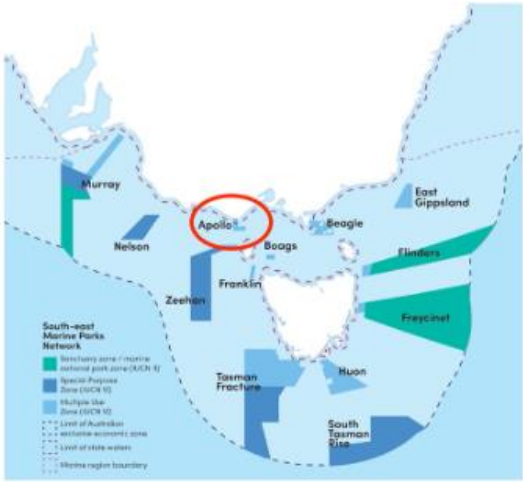 Murray
East
Gippsland
Apollo
Beagle
Nelson
Boags
Flinders
Franklin
Zeehan
Freycinet
South-east
Marine Parks
Network
Sanctuary zone / marine
national park zone (IUCN II)
Special Purpose
Zone (IUCN VI)
Multiple Use
Zone (IUCN VI)
Limit of Australian
exclusive economic zone
Limit of state waters
Marine region boundary
Tasman
Fracture
Huon
South
Tasman
Rise